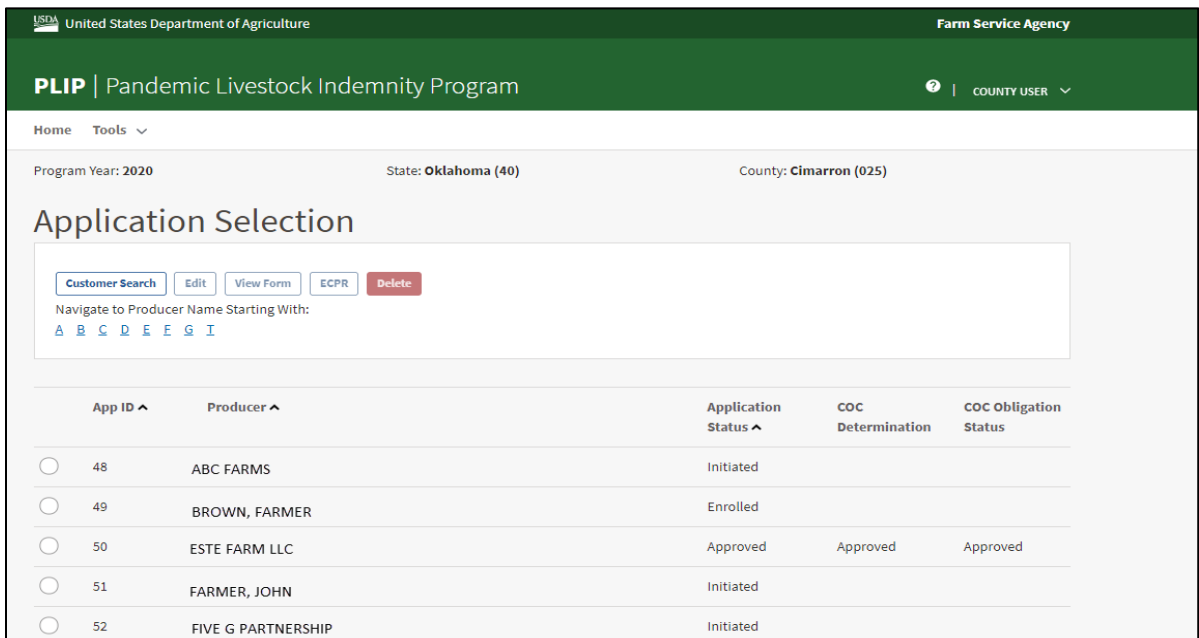 USDA United States Department of Agriculture Farm Service Agency
PLIP | Pandemic Livestock Indemnity Program ? | COUNTY USER
Home Tools
Program Year: 2020 State: Oklahoma (40) County: Cimarron (025)
Application Selection
Customer Search Edit View Form ECPR Delete
Navigate to Producer Name Starting With:
A B C D E F G T
App ID Producer Application Status COC Determination COC Obligation Status
48 ABC FARMS Initiated
49 BROWN, FARMER Enrolled
50 ESTE FARM LLC Approved Approved Approved
51 FARMER, JOHN Initiated
52 FIVE G PARTNERSHIP Initiated